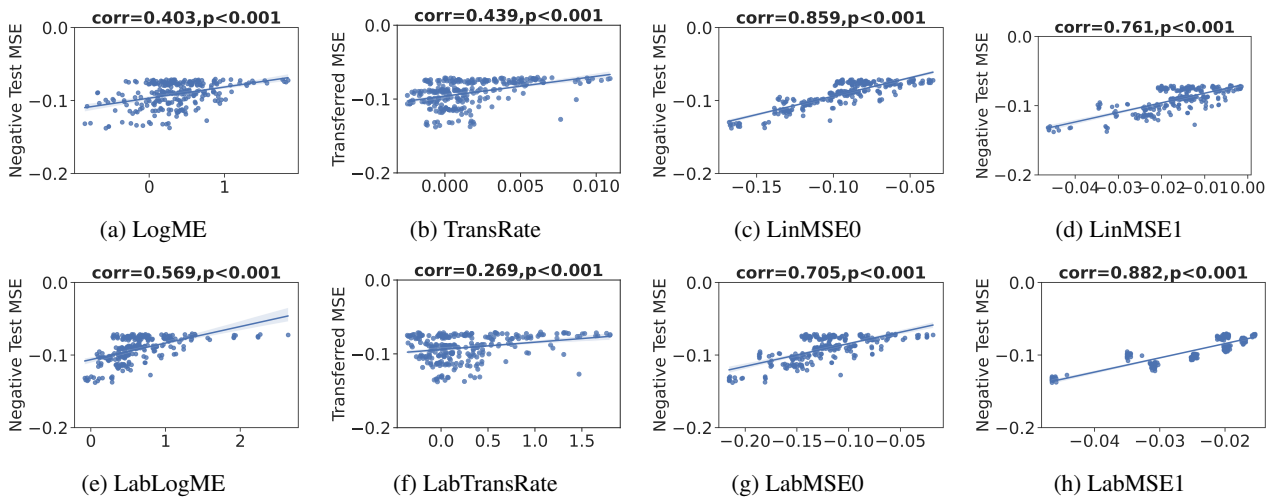 corr=0.403,p<0.001
Negative Test MSE
0.0
−0.1
−0.2
0
1
(a) LogME
corr=0.439,p<0.001
Transferred MSE
0.0
−0.1
−0.2
0.000
0.005
0.010
(b) TransRate
corr=0.859,p<0.001
Negative Test MSE
0.0
−0.1
−0.2
−0.15
−0.10
−0.05
(c) LinMSE0
corr=0.761,p<0.001
Negative Test MSE
0.0
−0.1
−0.2
−0.04
−0.03
−0.02
−0.01
0.00
(d) LinMSE1
corr=0.569,p<0.001
Negative Test MSE
0.0
−0.1
−0.2
0
1
2
(e) LabLogME
corr=0.269,p<0.001
Transferred MSE
0.0
−0.1
−0.2
0.0
0.5
1.0
1.5
(f) LabTransRate
corr=0.705,p<0.001
Negative Test MSE
0.0
−0.1
−0.2
−0.20
−0.15
−0.10
−0.05
(g) LabMSE0
corr=0.882,p<0.001
Negative Test MSE
0.0
−0.1
−0.2
−0.04
−0.03
−0.02
(h) LabMSE1